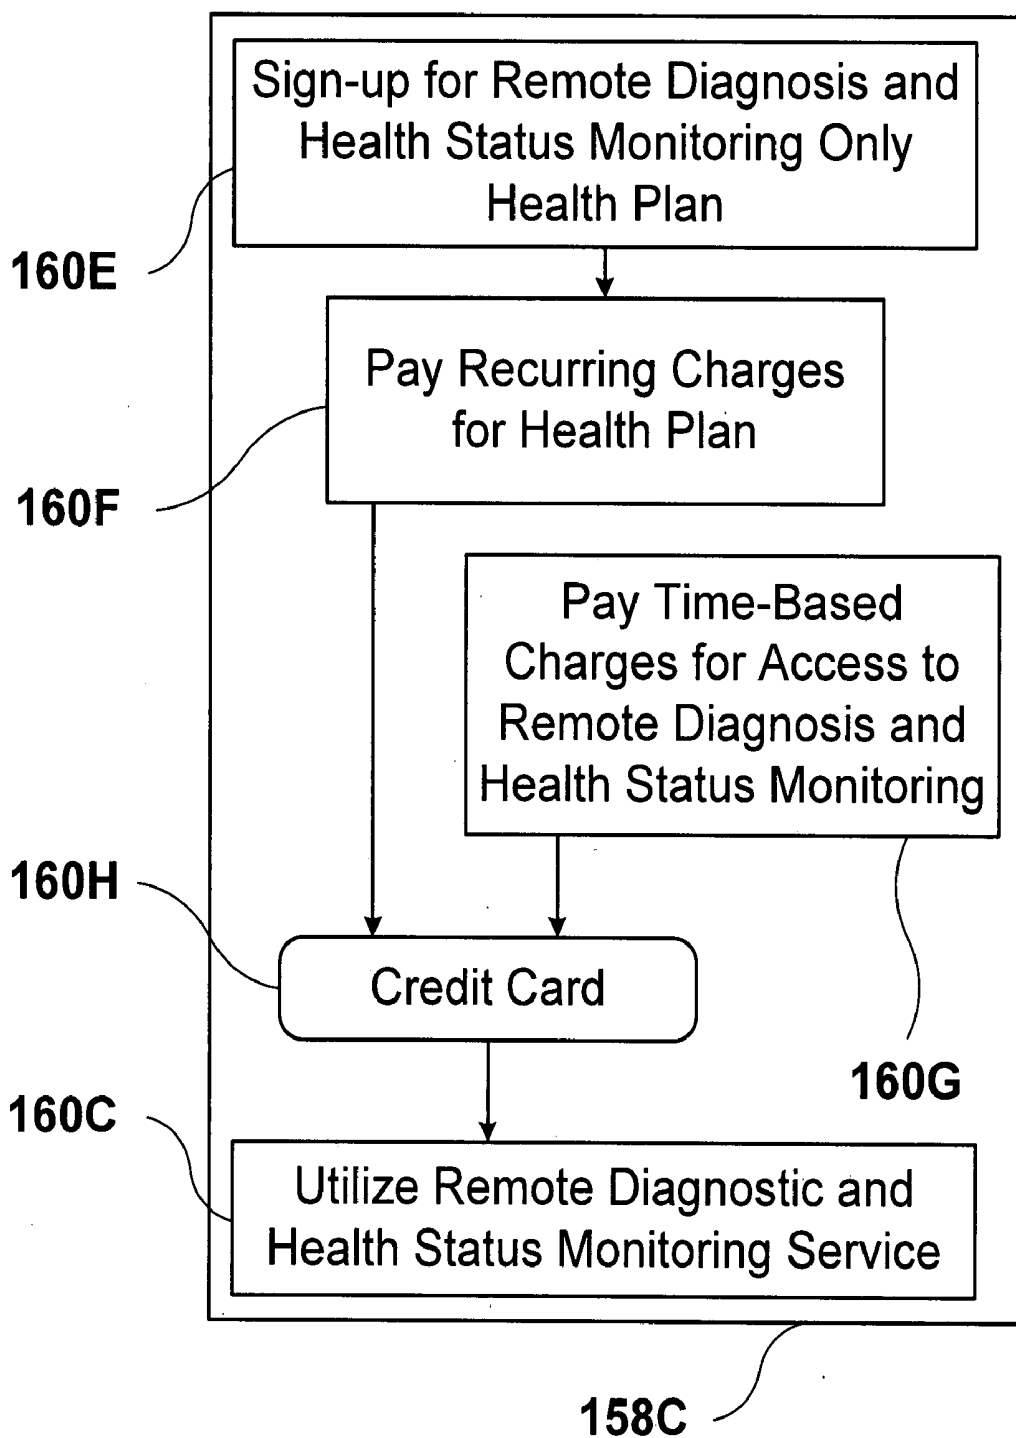 Sign-up for Remote Diagnosis and
Health Status Monitoring Only
Health Plan
160E
Pay Recurring Charges
for Health Plan
160F
Pay Time-Based
Charges for Access to
Remote Diagnosis and
Health Status Monitoring
160H
Credit Card
160G
160C
Utilize Remote Diagnostic and
Health Status Monitoring Service
158C